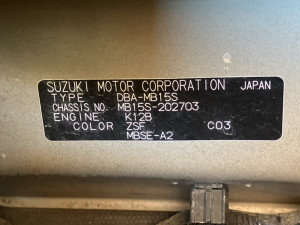 SUZUKI MOTOR CORPORATION JAPAN
TYPE DBA-MB15S
CHASSIS NO. MB15S-202703
ENGINE K12B
COLOR ZSF C03
MBSE-A2